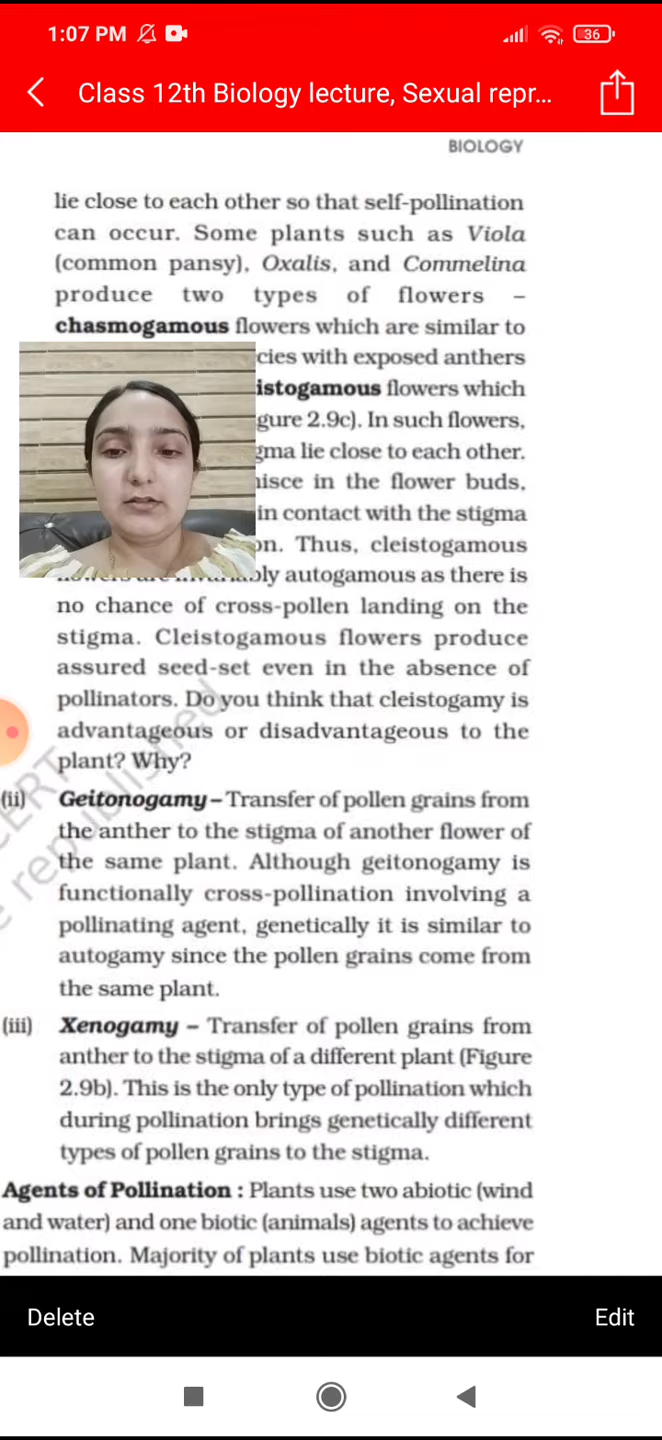 1:07 PM
36
Class 12th Biology lecture, Sexual repr...
BIOLOGY
lie close to each other so that self-pollination
can occur. Some plants such as Viola
(common pansy), Oxalis, and Commelina
produce two types of flowers –
chasmogamous flowers which are similar to
cies with exposed anthers
istogamous flowers which
gure 2.9c). In such flowers,
gma lie close to each other.
isce in the flower buds,
in contact with the stigma
on. Thus, cleistogamous
bly autogamous as there is
no chance of cross-pollen landing on the
stigma. Cleistogamous flowers produce
assured seed-set even in the absence of
pollinators. Do you think that cleistogamy is
advantageous or disadvantageous to the
plant? Why?
(ii) Geitonogamy – Transfer of pollen grains from
the anther to the stigma of another flower of
the same plant. Although geitonogamy is
functionally cross-pollination involving a
pollinating agent, genetically it is similar to
autogamy since the pollen grains come from
the same plant.
(iii) Xenogamy – Transfer of pollen grains from
anther to the stigma of a different plant (Figure
2.9b). This is the only type of pollination which
during pollination brings genetically different
types of pollen grains to the stigma.
Agents of Pollination : Plants use two abiotic (wind
and water) and one biotic (animals) agents to achieve
pollination. Majority of plants use biotic agents for
republished
Delete
Edit